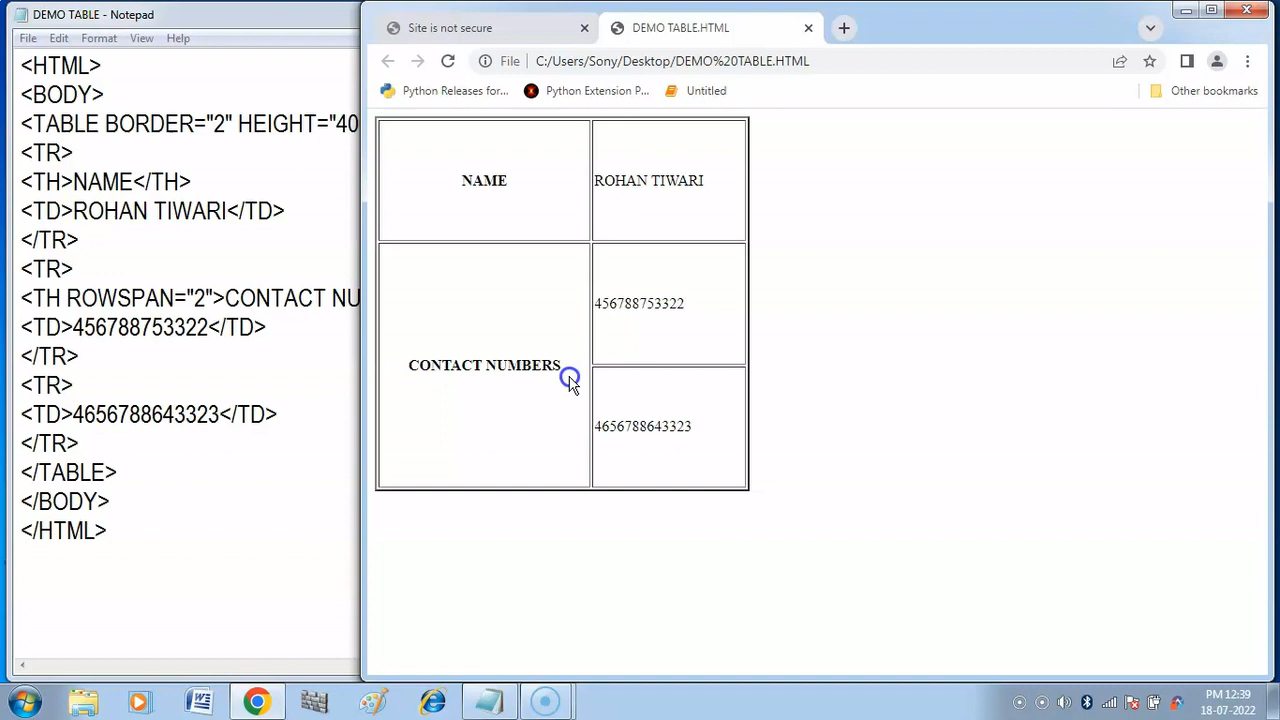 DEMO TABLE - Notepad
File Edit Format View Help
<HTML>
<BODY>
<TABLE BORDER="2" HEIGHT="40
<TR>
<TH>NAME</TH>
<TD>ROHAN TIWARI</TD>
</TR>
<TR>
<TH ROWSPAN="2">CONTACT NU
<TD>456788753322</TD>
</TR>
<TR>
<TD>4656788643323</TD>
</TR>
</TABLE>
</BODY>
</HTML>
Site is not secure
DEMO TABLE.HTML
File C:/Users/Sony/Desktop/DEMO%20TABLE.HTML
Python Releases for... Python Extension P... Untitled Other bookmarks
NAME ROHAN TIWARI
CONTACT NUMBERS 456788753322
4656788643323
PM 12:39
18-07-2022